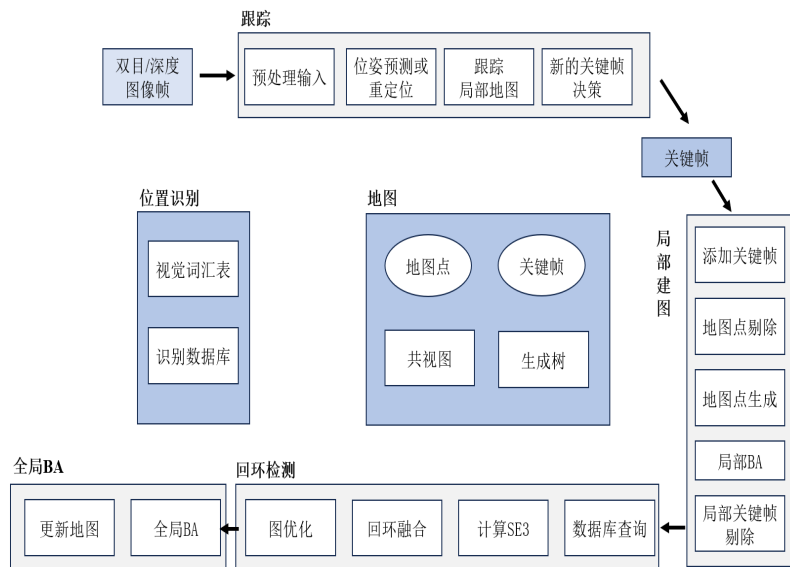 跟踪
双目/深度
图像帧
预处理输入
位姿预测或
重定位
跟踪
局部地图
新的关键帧
决策
关键帧
位置识别
视觉词汇表
识别数据库
地图
地图点
关键帧
共视图
生成树
局部建图
添加关键帧
地图点剔除
地图点生成
局部BA
局部关键帧
剔除
回环检测
数据库查询
计算SE3
回环融合
图优化
全局BA
全局BA
更新地图